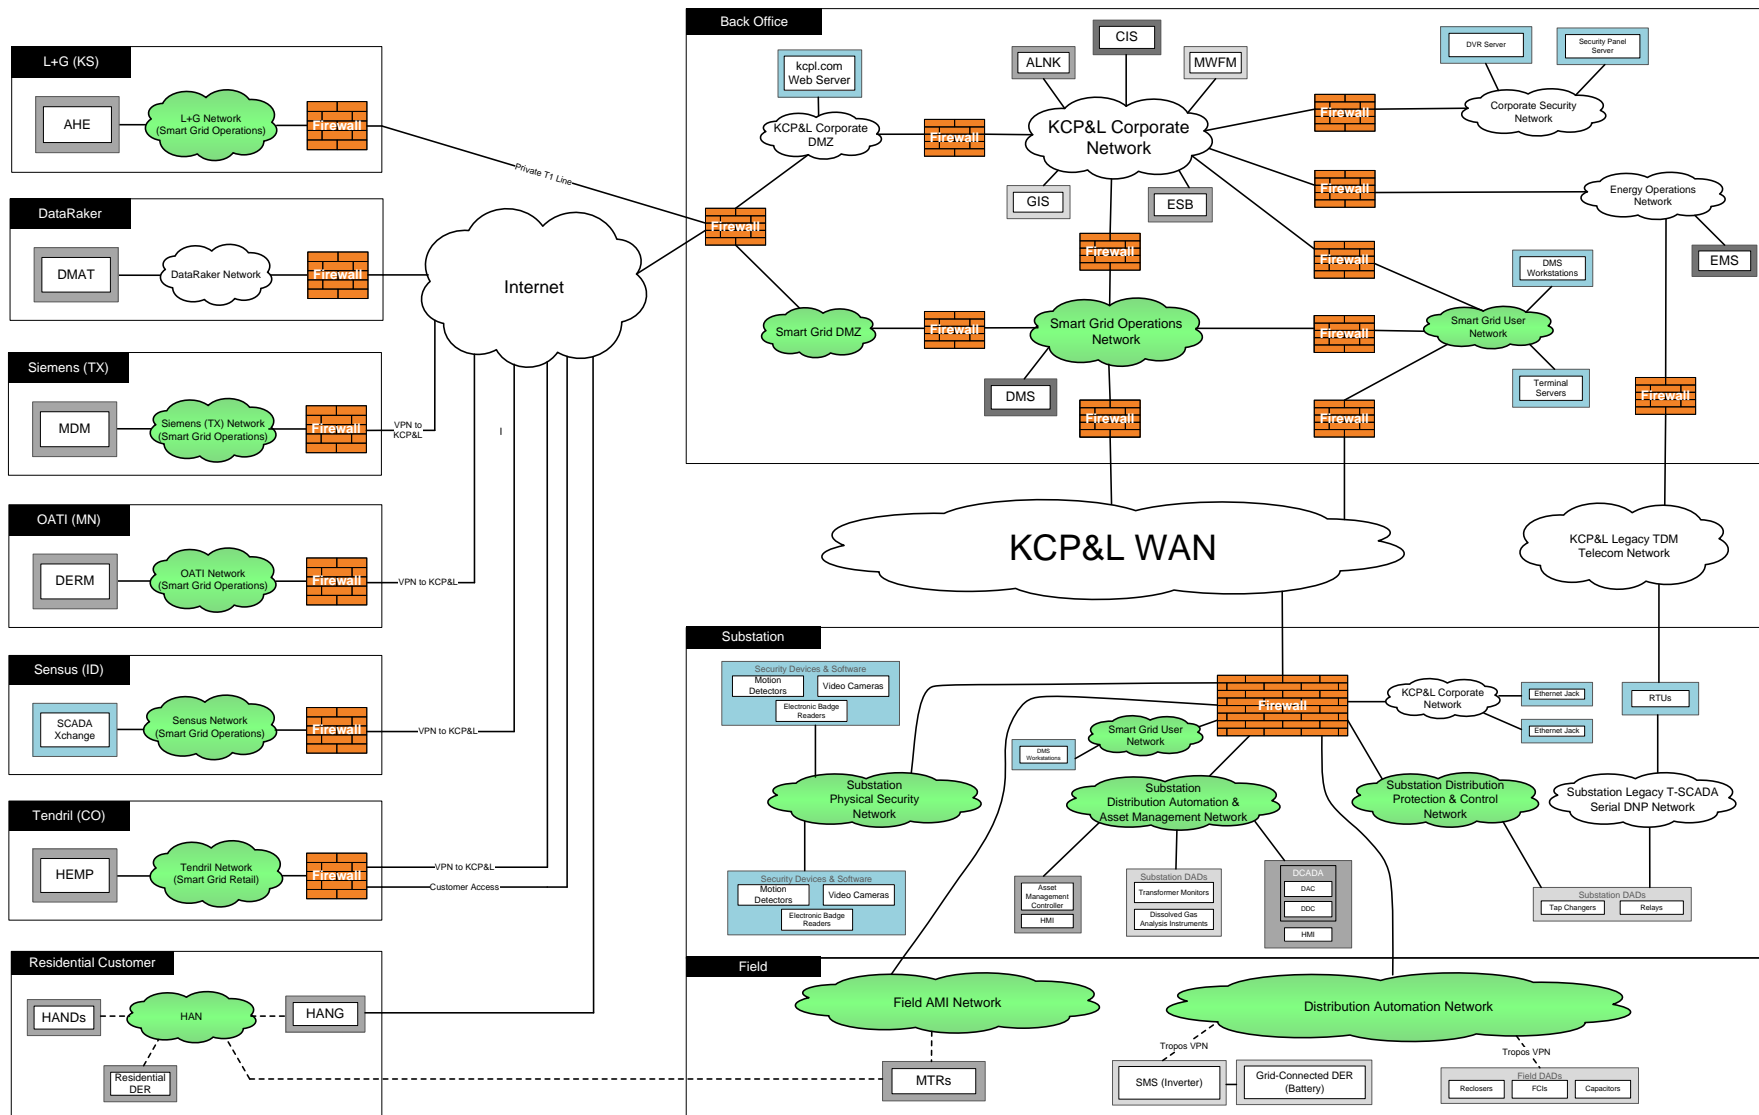 L+G (KS)
AHE
L+G Network
(Smart Grid Operations)
Firewall
Private T1 Line
DataRaker
DMAT
DataRaker Network
Firewall
Siemens (TX)
MDM
Siemens (TX) Network
(Smart Grid Operations)
Firewall
VPN to
KCP&L
OATI (MN)
DERM
OATI Network
(Smart Grid Operations)
Firewall
VPN to KCP&L
Sensus (ID)
SCADA
Xchange
Sensus Network
(Smart Grid Operations)
Firewall
VPN to KCP&L
Tendril (CO)
HEMP
Tendril Network
(Smart Grid Retail)
Firewall
VPN to KCP&L
Customer Access
Residential Customer
HANDs
HAN
HANG
Residential
DER
Internet
I
Back Office
kcpl.com
Web Server
KCP&L Corporate
DMZ
Firewall
Firewall
Smart Grid DMZ
Firewall
ALNK
CIS
MWFM
KCP&L Corporate
Network
GIS
ESB
Firewall
Smart Grid Operations
Network
DMS
Firewall
DVR Server
Security Panel
Server
Firewall
Corporate Security
Network
Firewall
Energy Operations
Network
EMS
Firewall
DMS
Workstations
Firewall
Smart Grid User
Network
Terminal
Servers
Firewall
Firewall
KCP&L WAN
KCP&L Legacy TDM
Telecom Network
Substation
Security Devices & Software
Motion
Detectors
Video Cameras
Electronic Badge
Readers
Firewall
KCP&L Corporate
Network
Ethernet Jack
Ethernet Jack
RTUs
Smart Grid User
Network
DMS
Workstations
Substation
Physical Security
Network
Substation
Distribution Automation &
Asset Management Network
Substation Distribution
Protection & Control
Network
Substation Legacy T-SCADA
Serial DNP Network
Security Devices & Software
Motion
Detectors
Video Cameras
Electronic Badge
Readers
Asset
Management
Controller
HMI
Substation DADs
Transformer Monitors
Dissolved Gas
Analysis Instruments
DCADA
DAC
DDC
HMI
Substation DADs
Tap Changers
Relays
Field
Field AMI Network
Distribution Automation Network
MTRs
Tropos VPN
SMS (Inverter)
Grid-Connected DER
(Battery)
Tropos VPN
Field DADs
Reclosers
FCIs
Capacitors